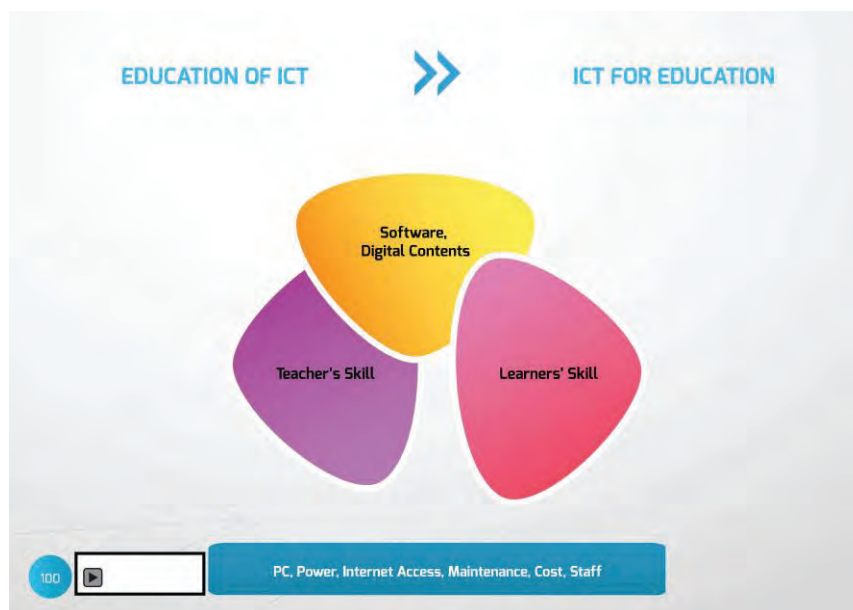 EDUCATION OF ICT
ICT FOR EDUCATION
Software,
Digital Contents
Teacher's Skill
Learners' Skill
100
PC, Power, Internet Access, Maintenance, Cost, Staff